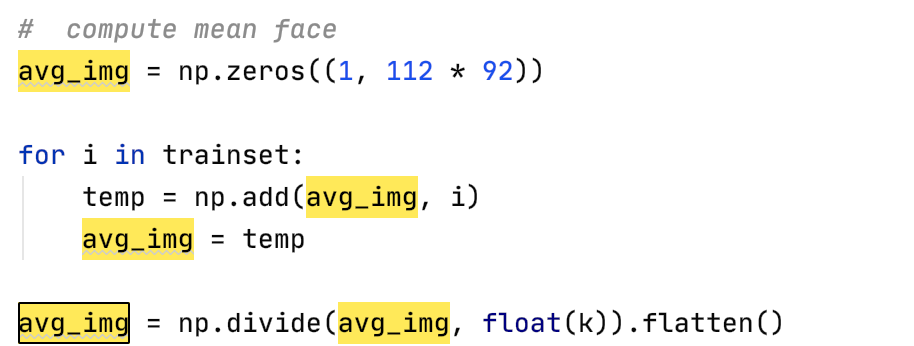 #  compute mean face
avg_img = np.zeros((1, 112 * 92))
for i in trainset:
    temp = np.add(avg_img, i)
    avg_img = temp
avg_img = np.divide(avg_img, float(k)).flatten()